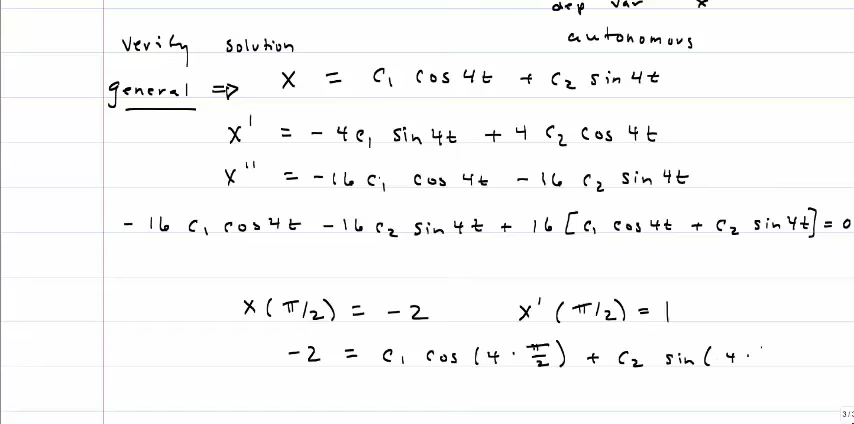 dep var x
Verify solution
autonomous
general ⇒ x = c₁ cos 4t + c₂ sin 4t
x' = -4c₁ sin 4t + 4 c₂ cos 4t
x'' = -16 c₁ cos 4t - 16 c₂ sin 4t
-16 c₁ cos 4t - 16 c₂ sin 4t + 16 [c₁ cos 4t + c₂ sin 4t] = 0
x(π/2) = -2 x'(π/2) = 1
-2 = c₁ cos (4 · π/2) + c₂ sin (4 ·